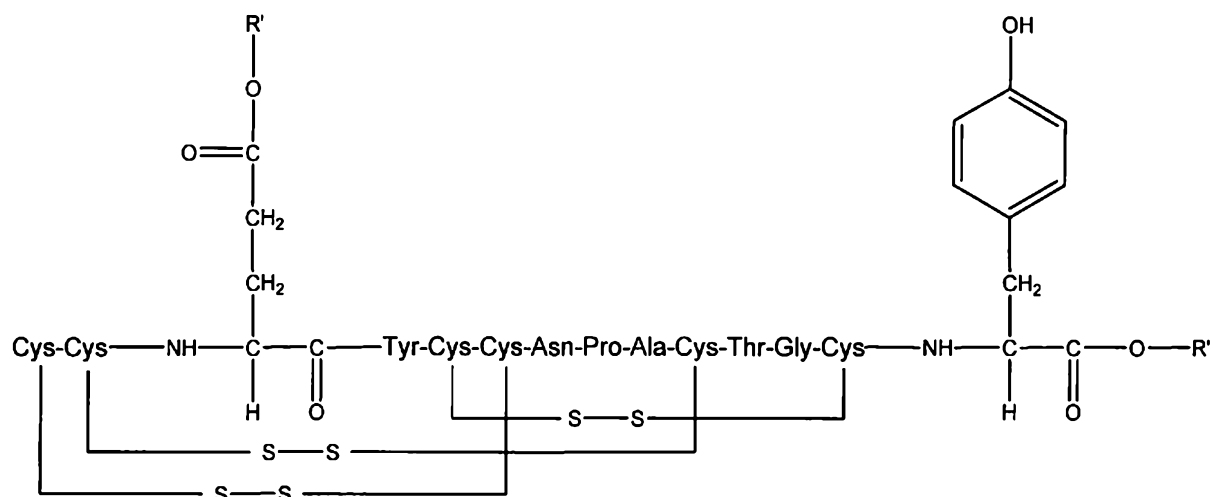 R'
OH
O
O=C
CH₂
CH₂
CH₂
Cys-Cys—NH—C—C—Tyr-Cys-Cys-Asn-Pro-Ala-Cys-Thr-Gly-Cys—NH—C—C—O—R'
H O H O
S—S
S—S
S—S